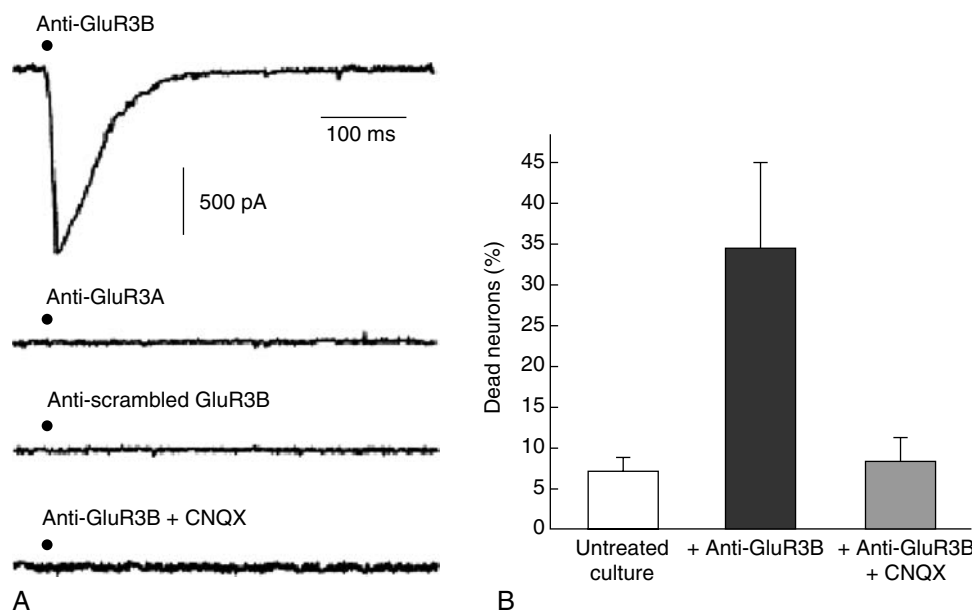 Anti-GluR3B
100 ms
500 pA
Anti-GluR3A
Anti-scrambled GluR3B
Anti-GluR3B + CNQX
A
Dead neurons (%)
45
40
35
30
25
20
15
10
5
0
Untreated
culture
+ Anti-GluR3B
+ Anti-GluR3B
+ CNQX
B